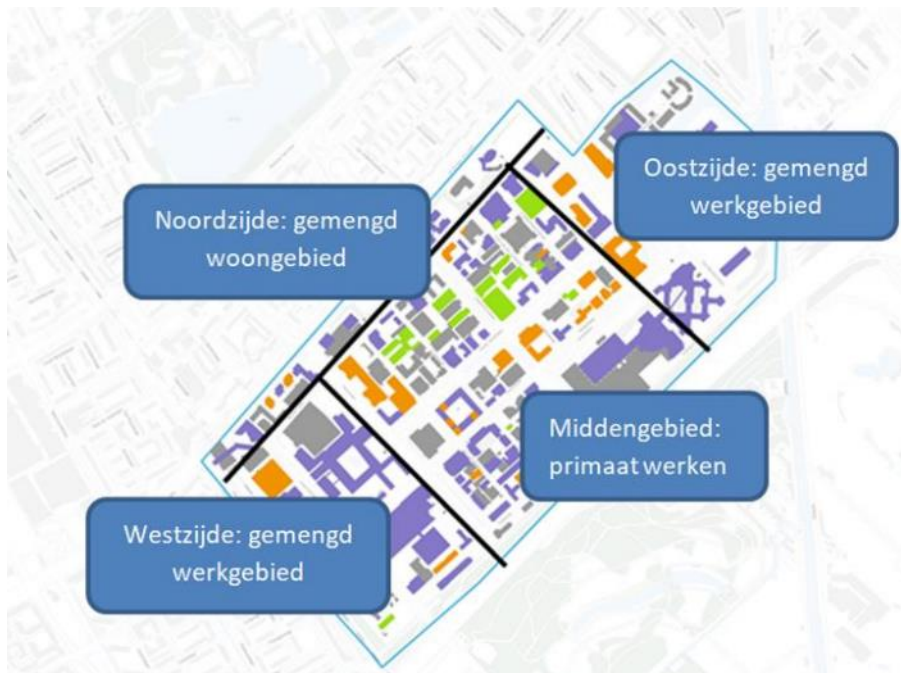 Oostzijde: gemengd
werkgebied
Noordzijde: gemengd
woongebied
Middengebied:
primaat werken
Westzijde: gemengd
werkgebied